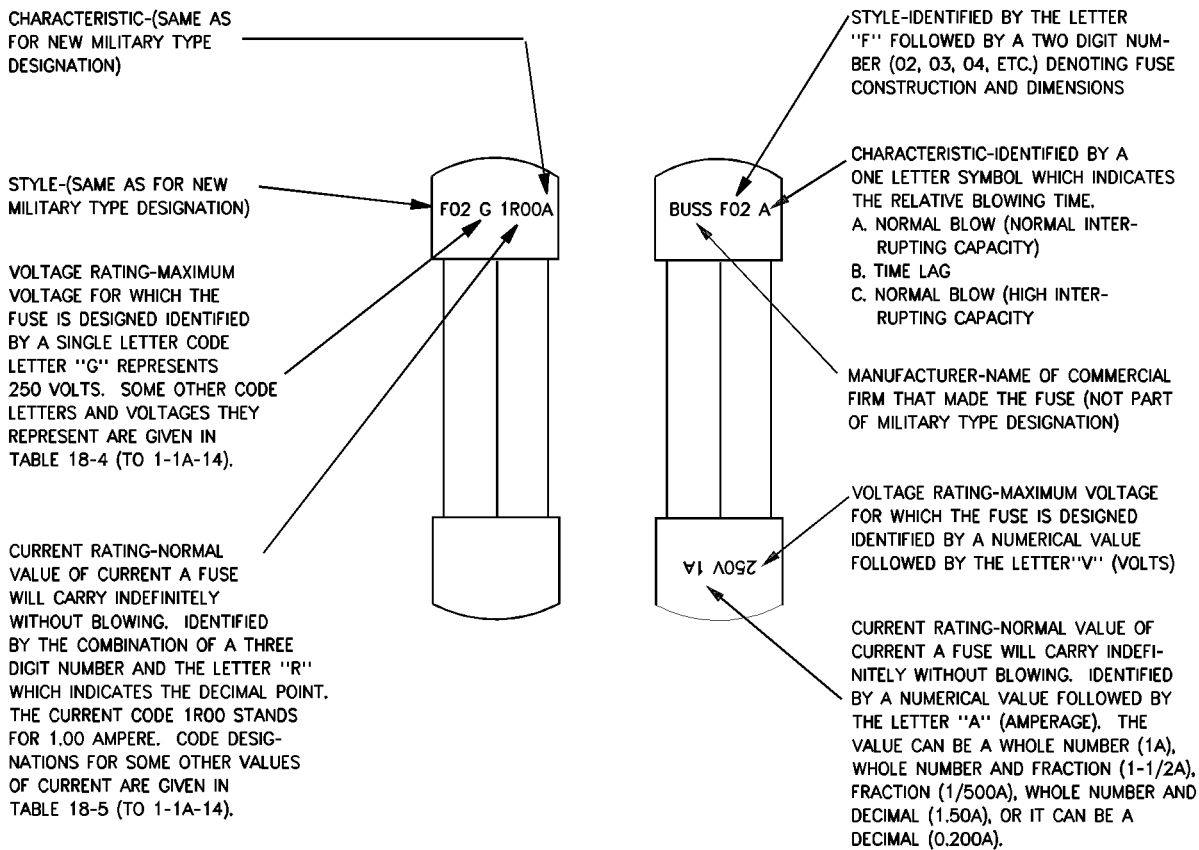 CHARACTERISTIC-(SAME AS
FOR NEW MILITARY TYPE
DESIGNATION)
STYLE-(SAME AS FOR NEW
MILITARY TYPE DESIGNATION)
VOLTAGE RATING-MAXIMUM
VOLTAGE FOR WHICH THE
FUSE IS DESIGNED IDENTIFIED
BY A SINGLE LETTER CODE
LETTER "G" REPRESENTS
250 VOLTS. SOME OTHER CODE
LETTERS AND VOLTAGES THEY
REPRESENT ARE GIVEN IN
TABLE 18-4 (TO 1-1A-14).
CURRENT RATING-NORMAL
VALUE OF CURRENT A FUSE
WILL CARRY INDEFINITELY
WITHOUT BLOWING. IDENTIFIED
BY THE COMBINATION OF A THREE
DIGIT NUMBER AND THE LETTER "R"
WHICH INDICATES THE DECIMAL POINT.
THE CURRENT CODE 1R00 STANDS
FOR 1.00 AMPERE. CODE DESIG-
NATIONS FOR SOME OTHER VALUES
OF CURRENT ARE GIVEN IN
TABLE 18-5 (TO 1-1A-14).
F02 G 1R00A
BUSS F02 A
250V 1A
STYLE-IDENTIFIED BY THE LETTER
"F" FOLLOWED BY A TWO DIGIT NUM-
BER (02, 03, 04, ETC.) DENOTING FUSE
CONSTRUCTION AND DIMENSIONS
CHARACTERISTIC-IDENTIFIED BY A
ONE LETTER SYMBOL WHICH INDICATES
THE RELATIVE BLOWING TIME.
A. NORMAL BLOW (NORMAL INTER-
RUPTING CAPACITY)
B. TIME LAG
C. NORMAL BLOW (HIGH INTER-
RUPTING CAPACITY
MANUFACTURER-NAME OF COMMERCIAL
FIRM THAT MADE THE FUSE (NOT PART
OF MILITARY TYPE DESIGNATION)
VOLTAGE RATING-MAXIMUM VOLTAGE
FOR WHICH THE FUSE IS DESIGNED
IDENTIFIED BY A NUMERICAL VALUE
FOLLOWED BY THE LETTER"V" (VOLTS)
CURRENT RATING-NORMAL VALUE OF
CURRENT A FUSE WILL CARRY INDEFI-
NITELY WITHOUT BLOWING. IDENTIFIED
BY A NUMERICAL VALUE FOLLOWED BY
THE LETTER "A" (AMPERAGE). THE
VALUE CAN BE A WHOLE NUMBER (1A),
WHOLE NUMBER AND FRACTION (1-1/2A),
FRACTION (1/500A), WHOLE NUMBER AND
DECIMAL (1.50A), OR IT CAN BE A
DECIMAL (0.200A).